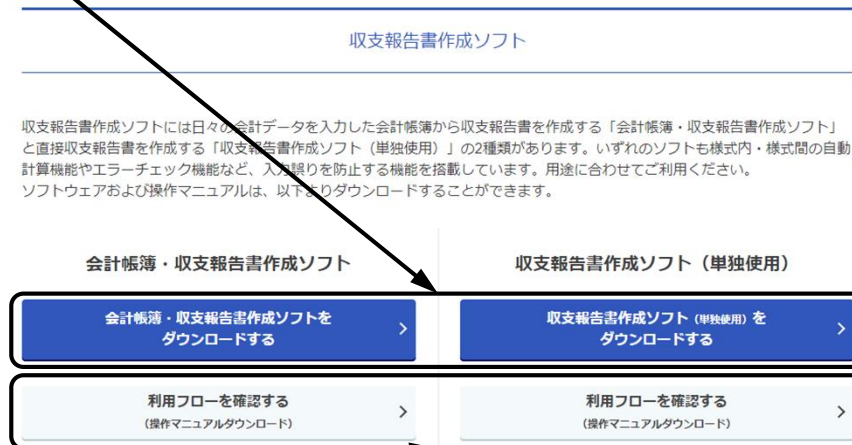 収支報告書作成ソフト
収支報告書作成ソフトには日々の会計データを入力した会計帳簿から収支報告書を作成する「会計帳簿・収支報告書作成ソフト」
と直接収支報告書を作成する「収支報告書作成ソフト（単独使用）」の2種類があります。いずれのソフトも様式内・様式間の自動
計算機能やエラーチェック機能など、入力誤りを防止する機能を搭載しています。用途に合わせてご利用ください。
ソフトウェアおよび操作マニュアルは、以下よりダウンロードすることができます。
会計帳簿・収支報告書作成ソフト
会計帳簿・収支報告書作成ソフトを
ダウンロードする
利用フローを確認する
（操作マニュアルダウンロード）
収支報告書作成ソフト（単独使用）
収支報告書作成ソフト（単独使用）を
ダウンロードする
利用フローを確認する
（操作マニュアルダウンロード）